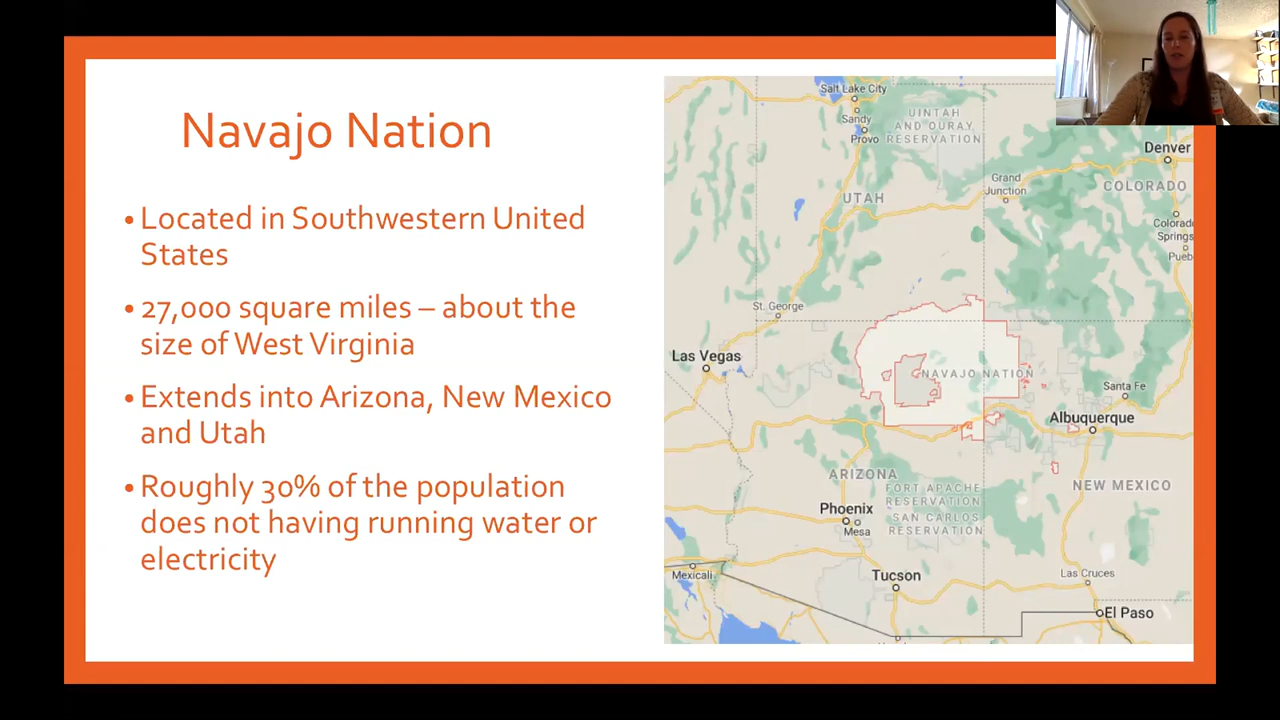 Navajo Nation
• Located in Southwestern United
States
• 27,000 square miles – about the
size of West Virginia
• Extends into Arizona, New Mexico
and Utah
• Roughly 30% of the population
does not having running water or
electricity
Salt Lake City
Sandy
Provo
UINTAH
AND OURAY
RESERVATION
Denver
Grand
Junction
COLORADO
UTAH
Colorado
Springs
Pueb
St. George
Las Vegas
NAVAJO NATION
Santa Fe
Albuquerque
ARIZONA
FORT APACHE
RESERVATION
NEW MEXICO
Phoenix
Mesa
SAN CARLOS
RESERVATION
Mexicali
Tucson
Las Cruces
El Paso